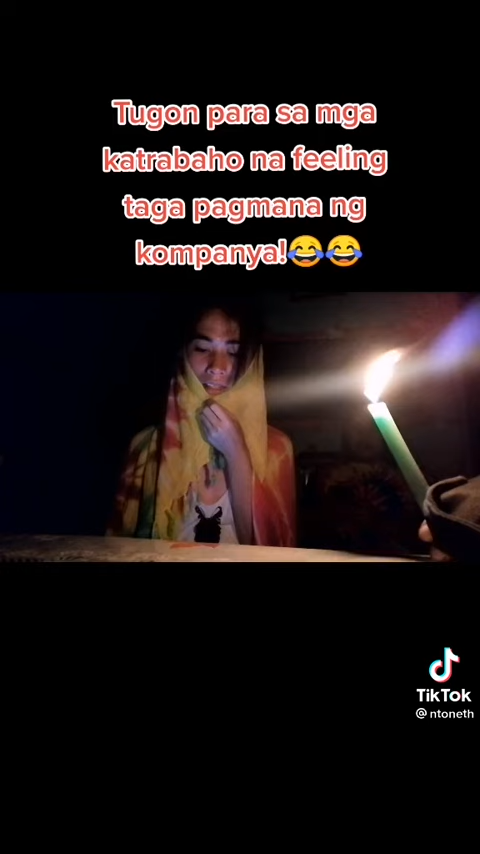 Tugon para sa mga
katrabaho na feeling
taga pagmana ng
kompanya!😂😂
TikTok
@ntoneth